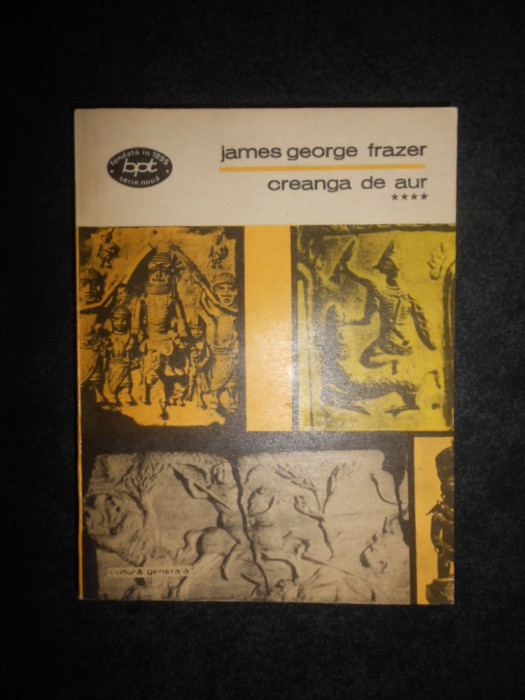 fondată în 1895
bpt
serie nouă
james george frazer
creanga de aur
★★★★
cultură generală